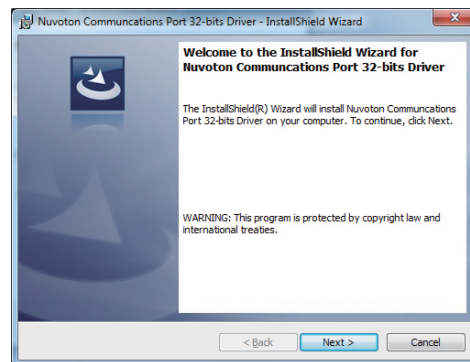 Nuvoton Communcations Port 32-bits Driver - InstallShield Wizard
Welcome to the InstallShield Wizard for
Nuvoton Communcations Port 32-bits Driver
The InstallShield(R) Wizard will install Nuvoton Communcations
Port 32-bits Driver on your computer. To continue, click Next.
WARNING: This program is protected by copyright law and
international treaties.
< Back
Next >
Cancel